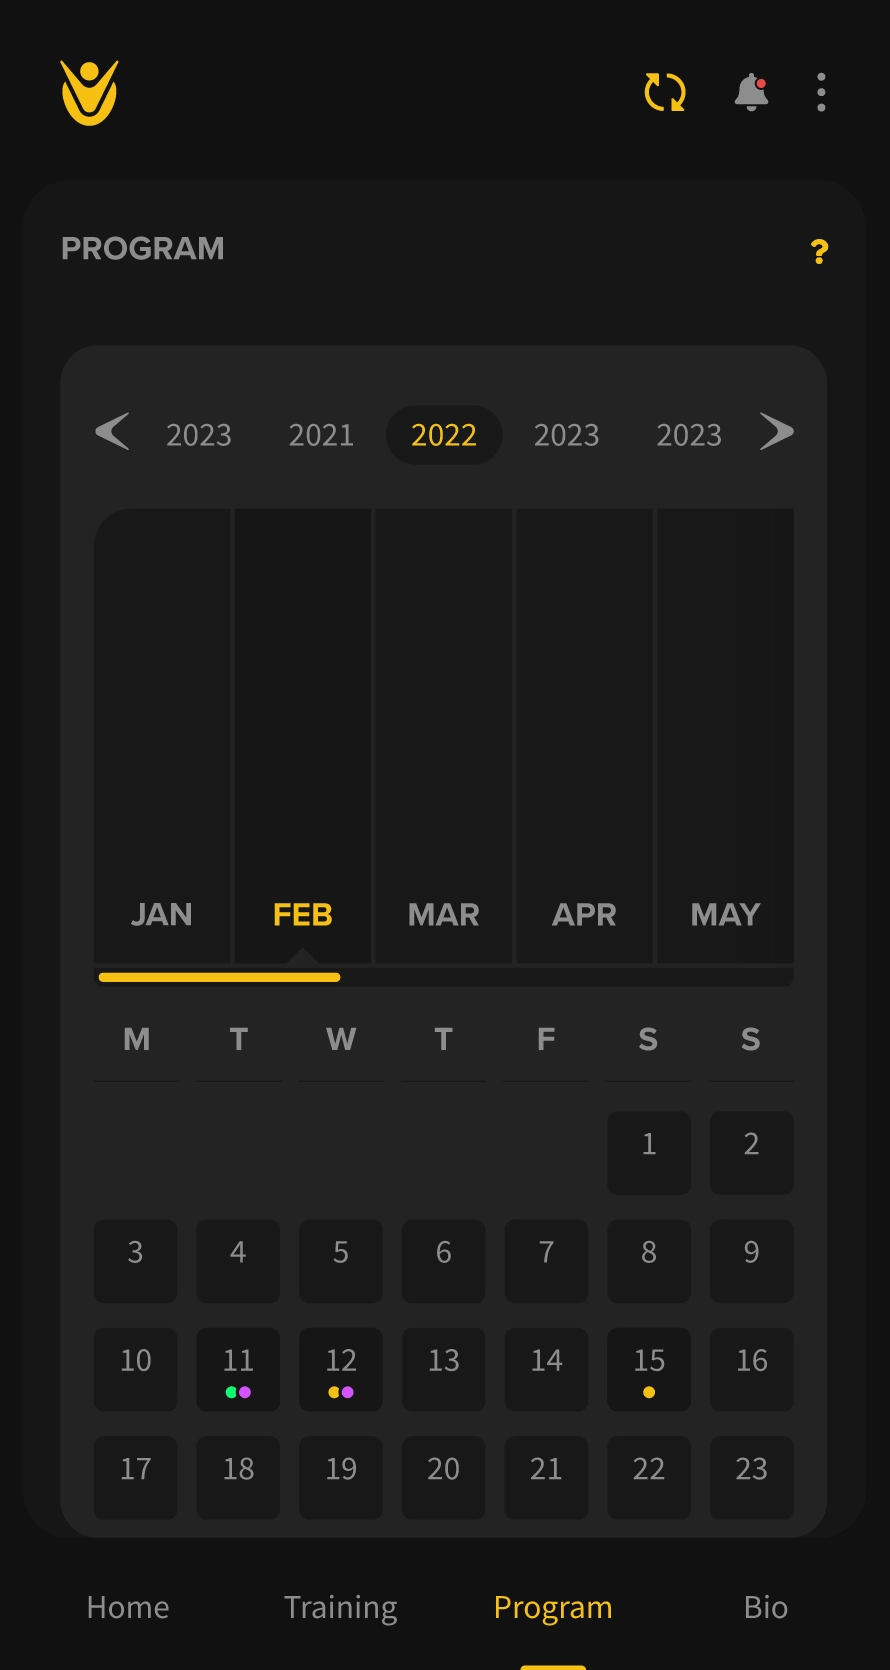 PROGRAM ?
2023 2021 2022 2023 2023
JAN FEB MAR APR MAY
M T W T F S S
1 2
3 4 5 6 7 8 9
10 11 12 13 14 15 16
17 18 19 20 21 22 23
Home Training Program Bio